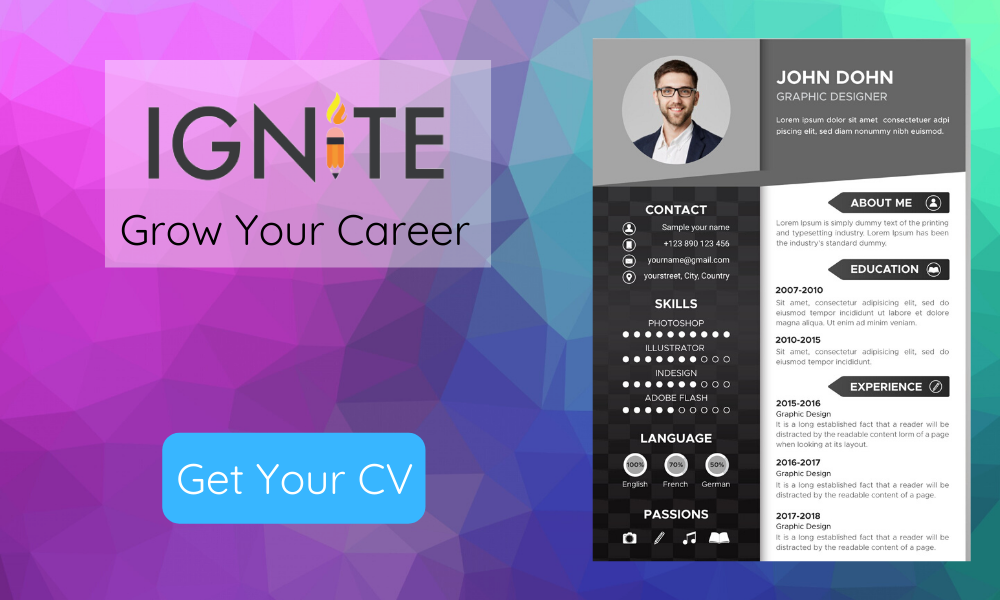 IGNiTE
Grow Your Career
Get Your CV
JOHN DOHN
GRAPHIC DESIGNER
Lorem Ipsum dolor sit amet consectetuer adpi
piscing elit, sed diam nonummy nibh euismod.
CONTACT
Sample your name
+123 890 123 456
yourname@gmail.com
yourstreet, City, Country
SKILLS
PHOTOSHOP
ILLUSTRATOR
INDESIGN
ADOBE FLASH
LANGUAGE
100% 70% 50%
English French German
PASSIONS
ABOUT ME
Lorem Ipsum is simply dummy text of the printing
and typesetting industry. Lorem Ipsum has been
the industry's standard dummy.
EDUCATION
2007-2010
Sit amet, consectetur adipisicing elit, sed do
eiusmod tempor incididunt ut labore et dolore
magna aliqua. Ut enim ad minim veniam.
2010-2015
Sit amet, consectetur adipisicing elit, sed do
eiusmod tempor incididunt.
EXPERIENCE
2015-2016
Graphic Design
It is a long established fact that a reader will be
distracted by the readable content lorm of a page
when looking at its layout.
2016-2017
Graphic Design
It is a long established fact that a reader will be
distracted by the readable content of a page.
2017-2018
Graphic Design
It is a long established fact that a reader will be
distracted by the readable content of a page.